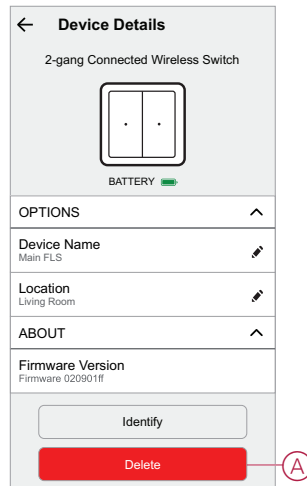 Device Details
2-gang Connected Wireless Switch
BATTERY
OPTIONS
Device Name
Main FLS
Location
Living Room
ABOUT
Firmware Version
Firmware 020901ff
Identify
Delete
A